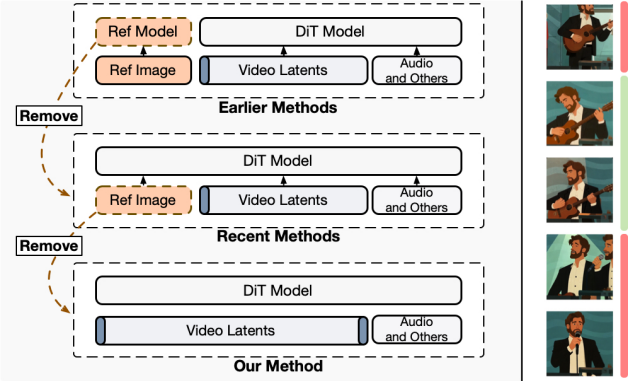 Ref Model
DiT Model
Ref Image
Video Latents
Audio
and Others
Earlier Methods
Remove
DiT Model
Ref Image
Video Latents
Audio
and Others
Recent Methods
Remove
DiT Model
Video Latents
Audio
and Others
Our Method